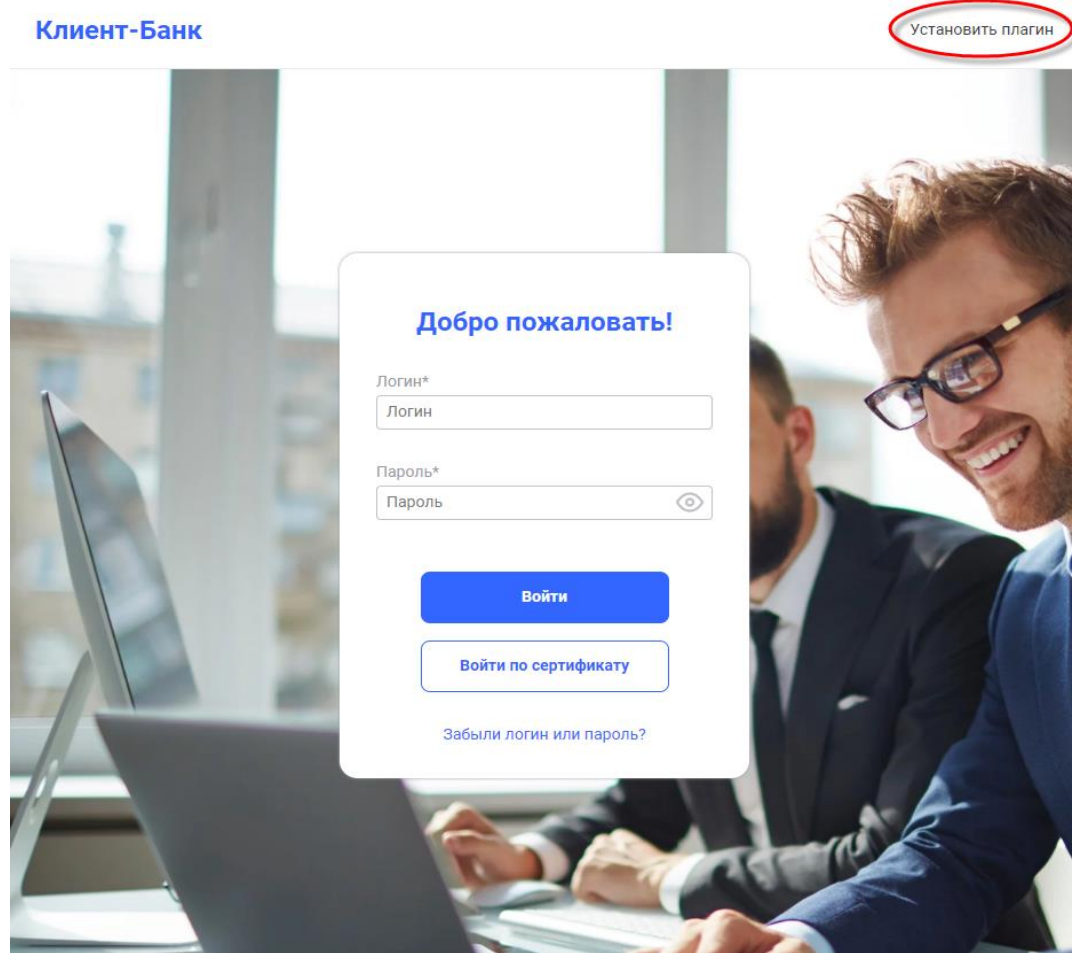 Клиент-Банк
Установить плагин
Добро пожаловать!
Логин*
Логин
Пароль*
Пароль
Войти
Войти по сертификату
Забыли логин или пароль?